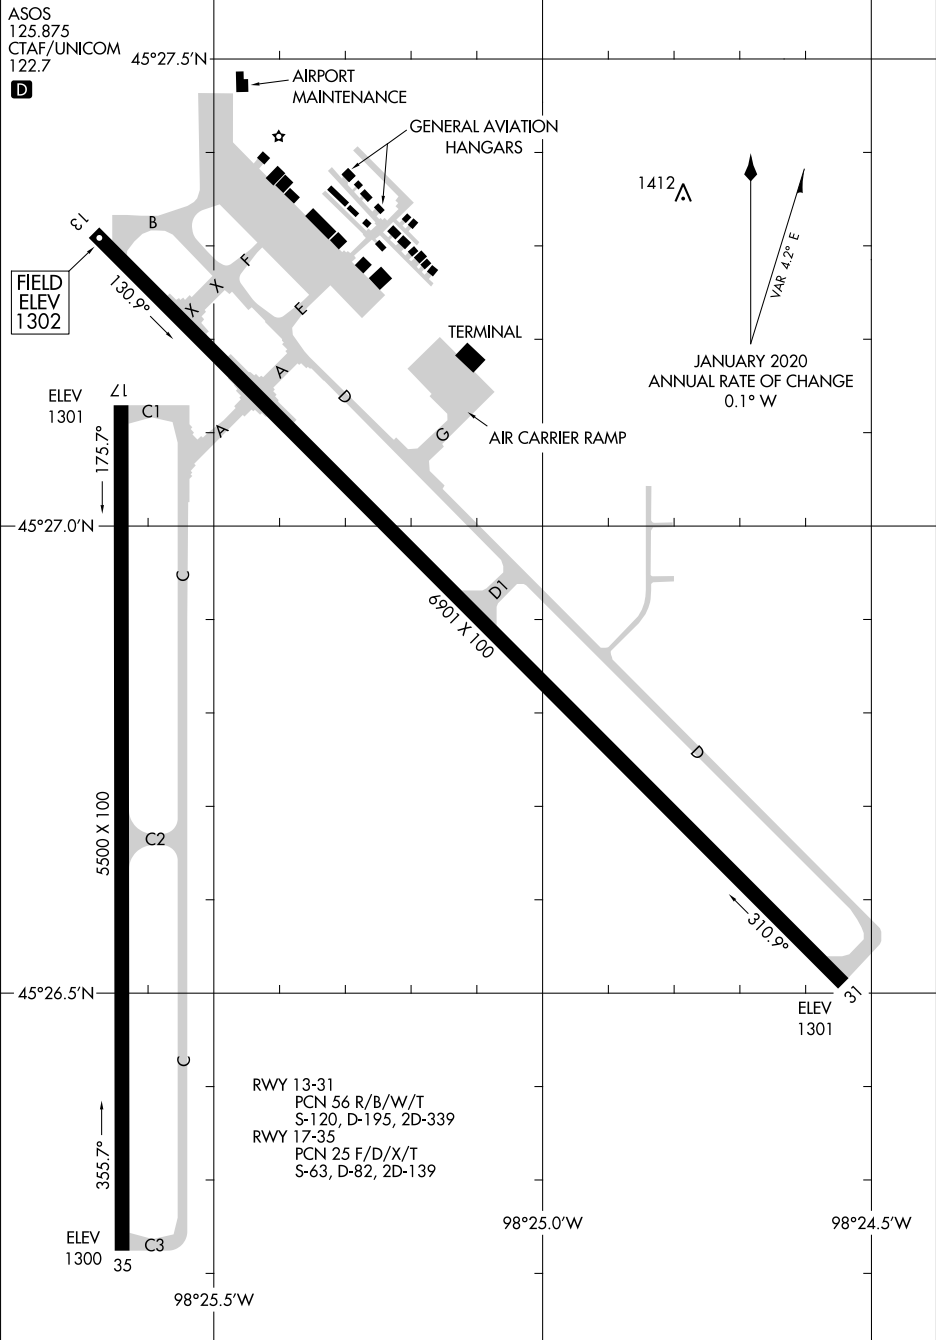 ASOS
125.875
CTAF/UNICOM
122.7
D
45°27.5'N
AIRPORT
MAINTENANCE
GENERAL AVIATION
HANGARS
1412
VAR 4.2° E
JANUARY 2020
ANNUAL RATE OF CHANGE
0.1° W
13
B
FIELD
ELEV
1302
130.9°
X
X
F
E
TERMINAL
A
A
D
G
AIR CARRIER RAMP
ELEV
1301
17
C1
175.7°
45°27.0'N
C
D1
6901 X 100
D
5500 X 100
C2
310.9°
31
45°26.5'N
ELEV
1301
C
RWY 13-31
PCN 56 R/B/W/T
S-120, D-195, 2D-339
RWY 17-35
PCN 25 F/D/X/T
S-63, D-82, 2D-139
355.7°
ELEV
1300
35
C3
98°25.5'W
98°25.0'W
98°24.5'W